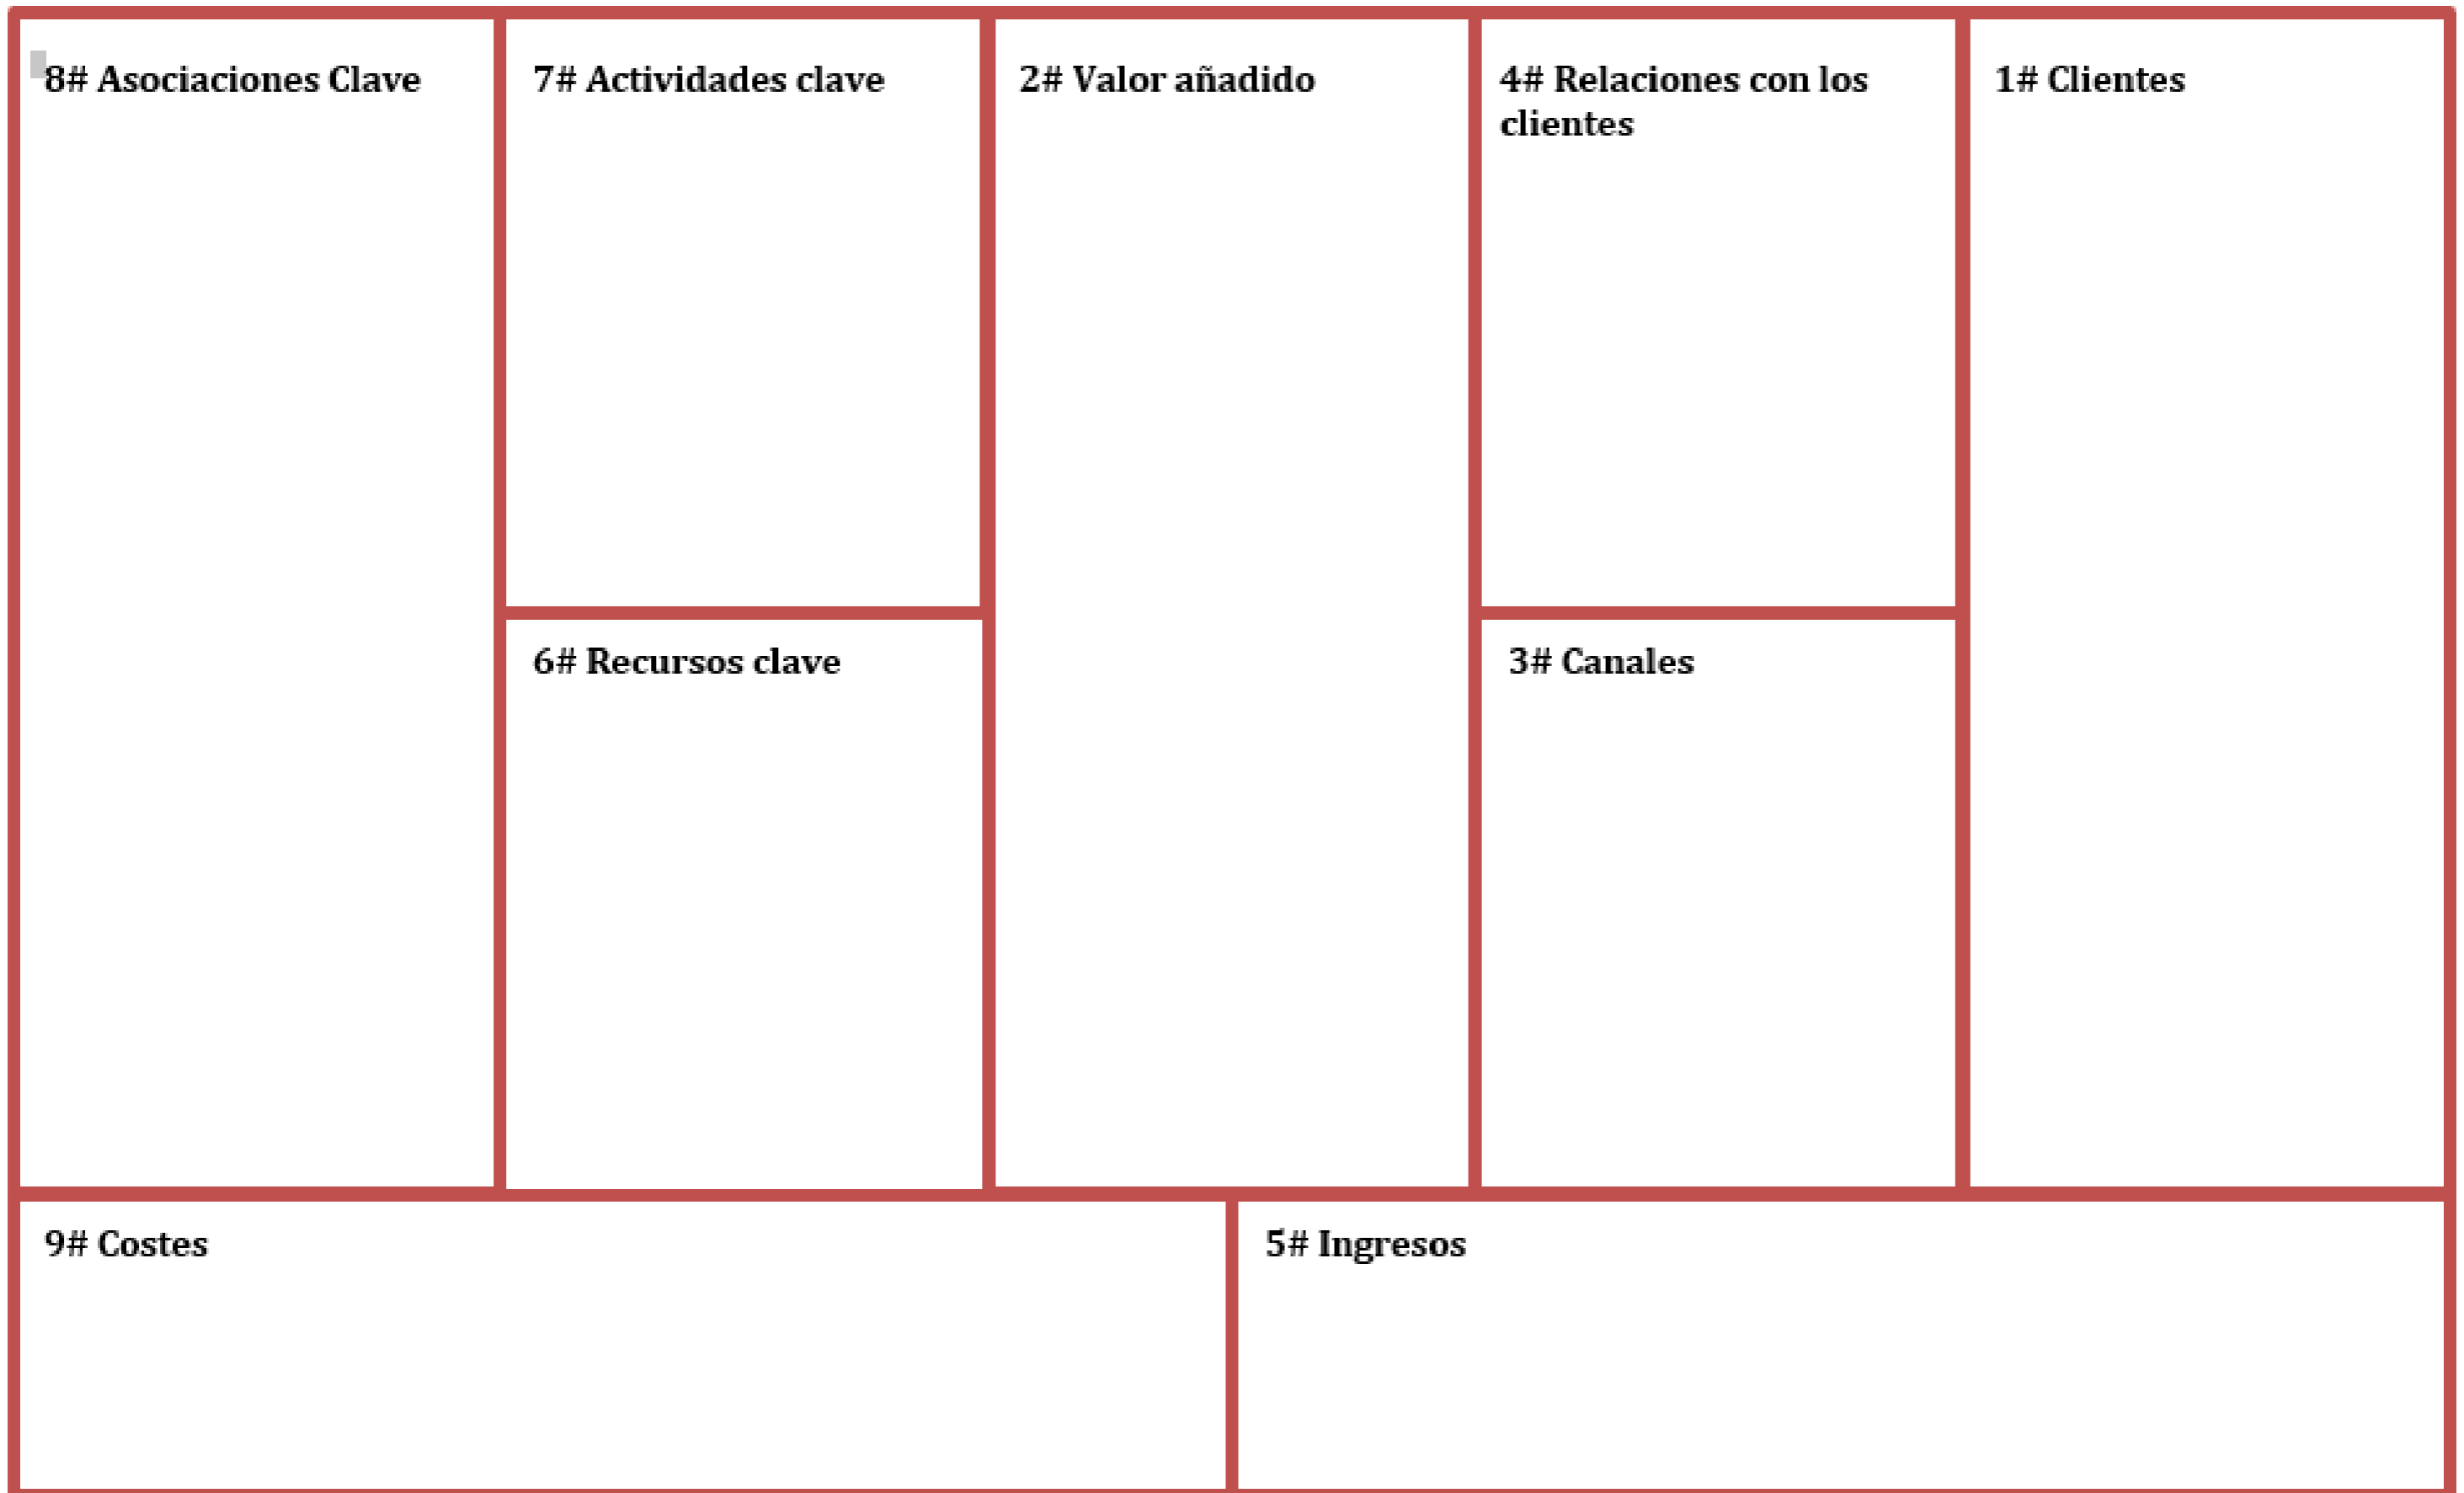 8# Asociaciones Clave
7# Actividades clave
2# Valor añadido
4# Relaciones con los
clientes
1# Clientes
6# Recursos clave
3# Canales
9# Costes
5# Ingresos